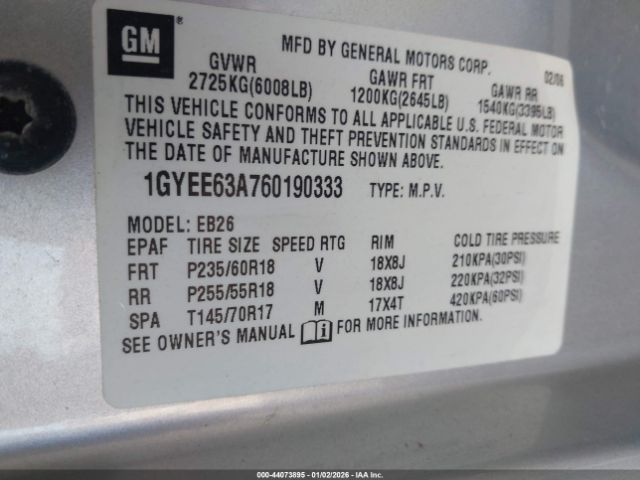 GM
®
MFD BY GENERAL MOTORS CORP. 02/06
GVWR GAWR FRT GAWR RR
2725KG(6008LB) 1200KG(2645LB) 1540KG(3395LB)
THIS VEHICLE CONFORMS TO ALL APPLICABLE U.S. FEDERAL MOTOR
VEHICLE SAFETY AND THEFT PREVENTION STANDARDS IN EFFECT ON
THE DATE OF MANUFACTURE SHOWN ABOVE.
1GYEE63A760190333 TYPE: M.P.V.
MODEL: EB26
EPAF TIRE SIZE SPEED RTG RIM COLD TIRE PRESSURE
FRT P235/60R18 V 18X8J 210KPA(30PSI)
RR P255/55R18 V 18X8J 220KPA(32PSI)
SPA T145/70R17 M 17X4T 420KPA(60PSI)
SEE OWNER'S MANUAL i FOR MORE INFORMATION.
000-44073895 - 01/02/2026 - IAAI.com